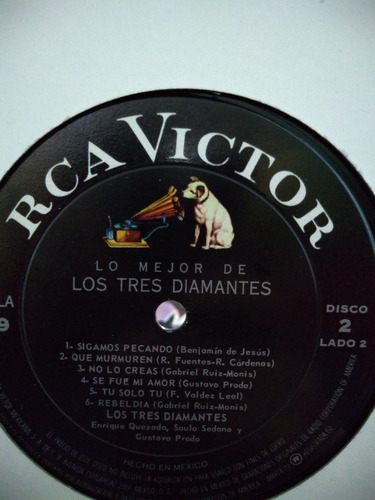 RCA VICTOR
LO MEJOR DE
LOS TRES DIAMANTES
LA
9
DISCO
2
LADO 2
1- SIGAMOS PECANDO (Benjamín de Jesús)
2- QUE MURMUREN (R. Fuentes-R. Cárdenas)
3- NO LO CREAS (Gabriel Ruiz-Monis)
4- SE FUE MI AMOR (Gustavo Prado)
5- TU SOLO TU (F. Valdez Leal)
6- REBELDIA (Gabriel Ruiz-Monis)
LOS TRES DIAMANTES
Enrique Quezada, Saulo Sedano y
Gustavo Prado
HECHO EN MEXICO